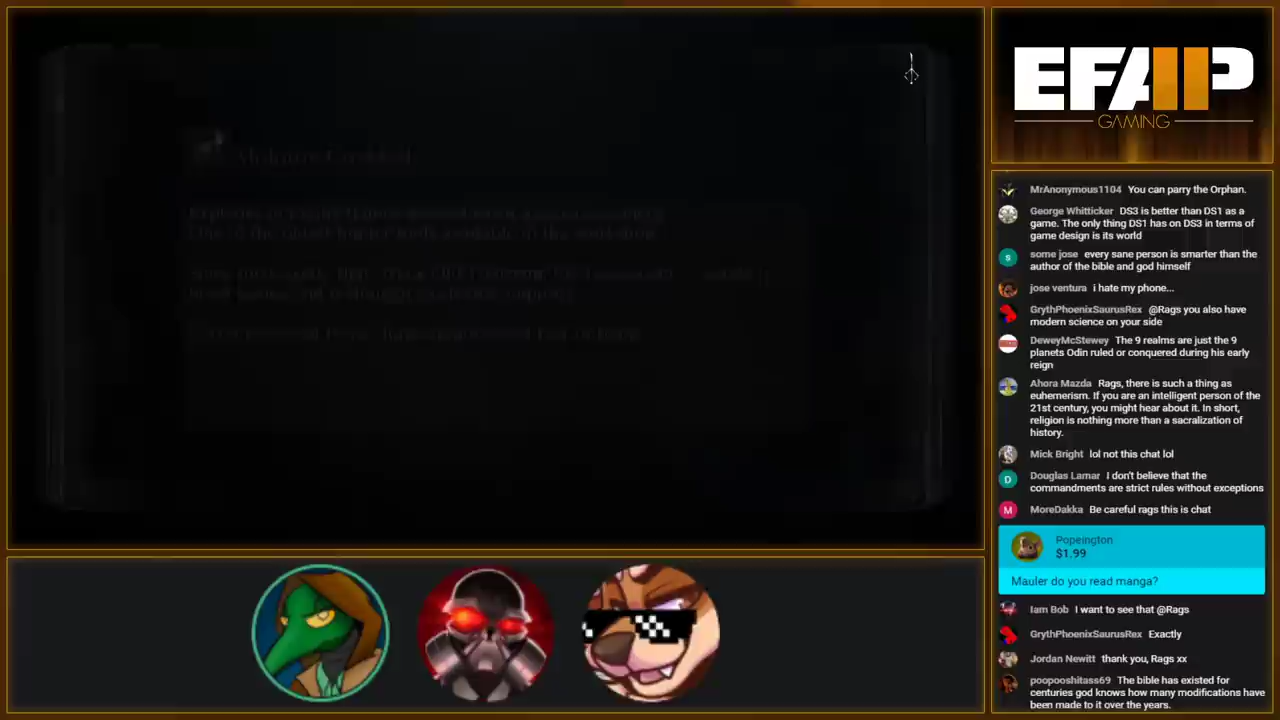 Molotov Cocktail
EFAP
GAMING
MrAnonymous1104 You can parry the Orphan.
George Whitticker DS3 is better than DS1 as a
game. The only thing DS1 has on DS3 in terms of
game design is its world
some jose every sane person is smarter than the
author of the bible and god himself
jose ventura i hate my phone...
GrythPhoenixSaurusRex @Rags you also have
modern science on your side
DeweyMcStewey The 9 realms are just the 9
planets Odin ruled or conquered during his early
reign
Ahora Mazda Rags, there is such a thing as
euhemerism. If you are an intelligent person of the
21st century, you might hear about it. In short,
religion is nothing more than a sacralization of
history.
Mick Bright lol not this chat lol
D Douglas Lamar I don't believe that the
commandments are strict rules without exceptions
M MoreDakka Be careful rags this is chat
Popeington
$1.99
Mauler do you read manga?
Iam Bob I want to see that @Rags
GrythPhoenixSaurusRex Exactly
Jordan Newitt thank you, Rags xx
poopooshitass69 The bible has existed for
centuries god knows how many modifications have
been made to it over the years.